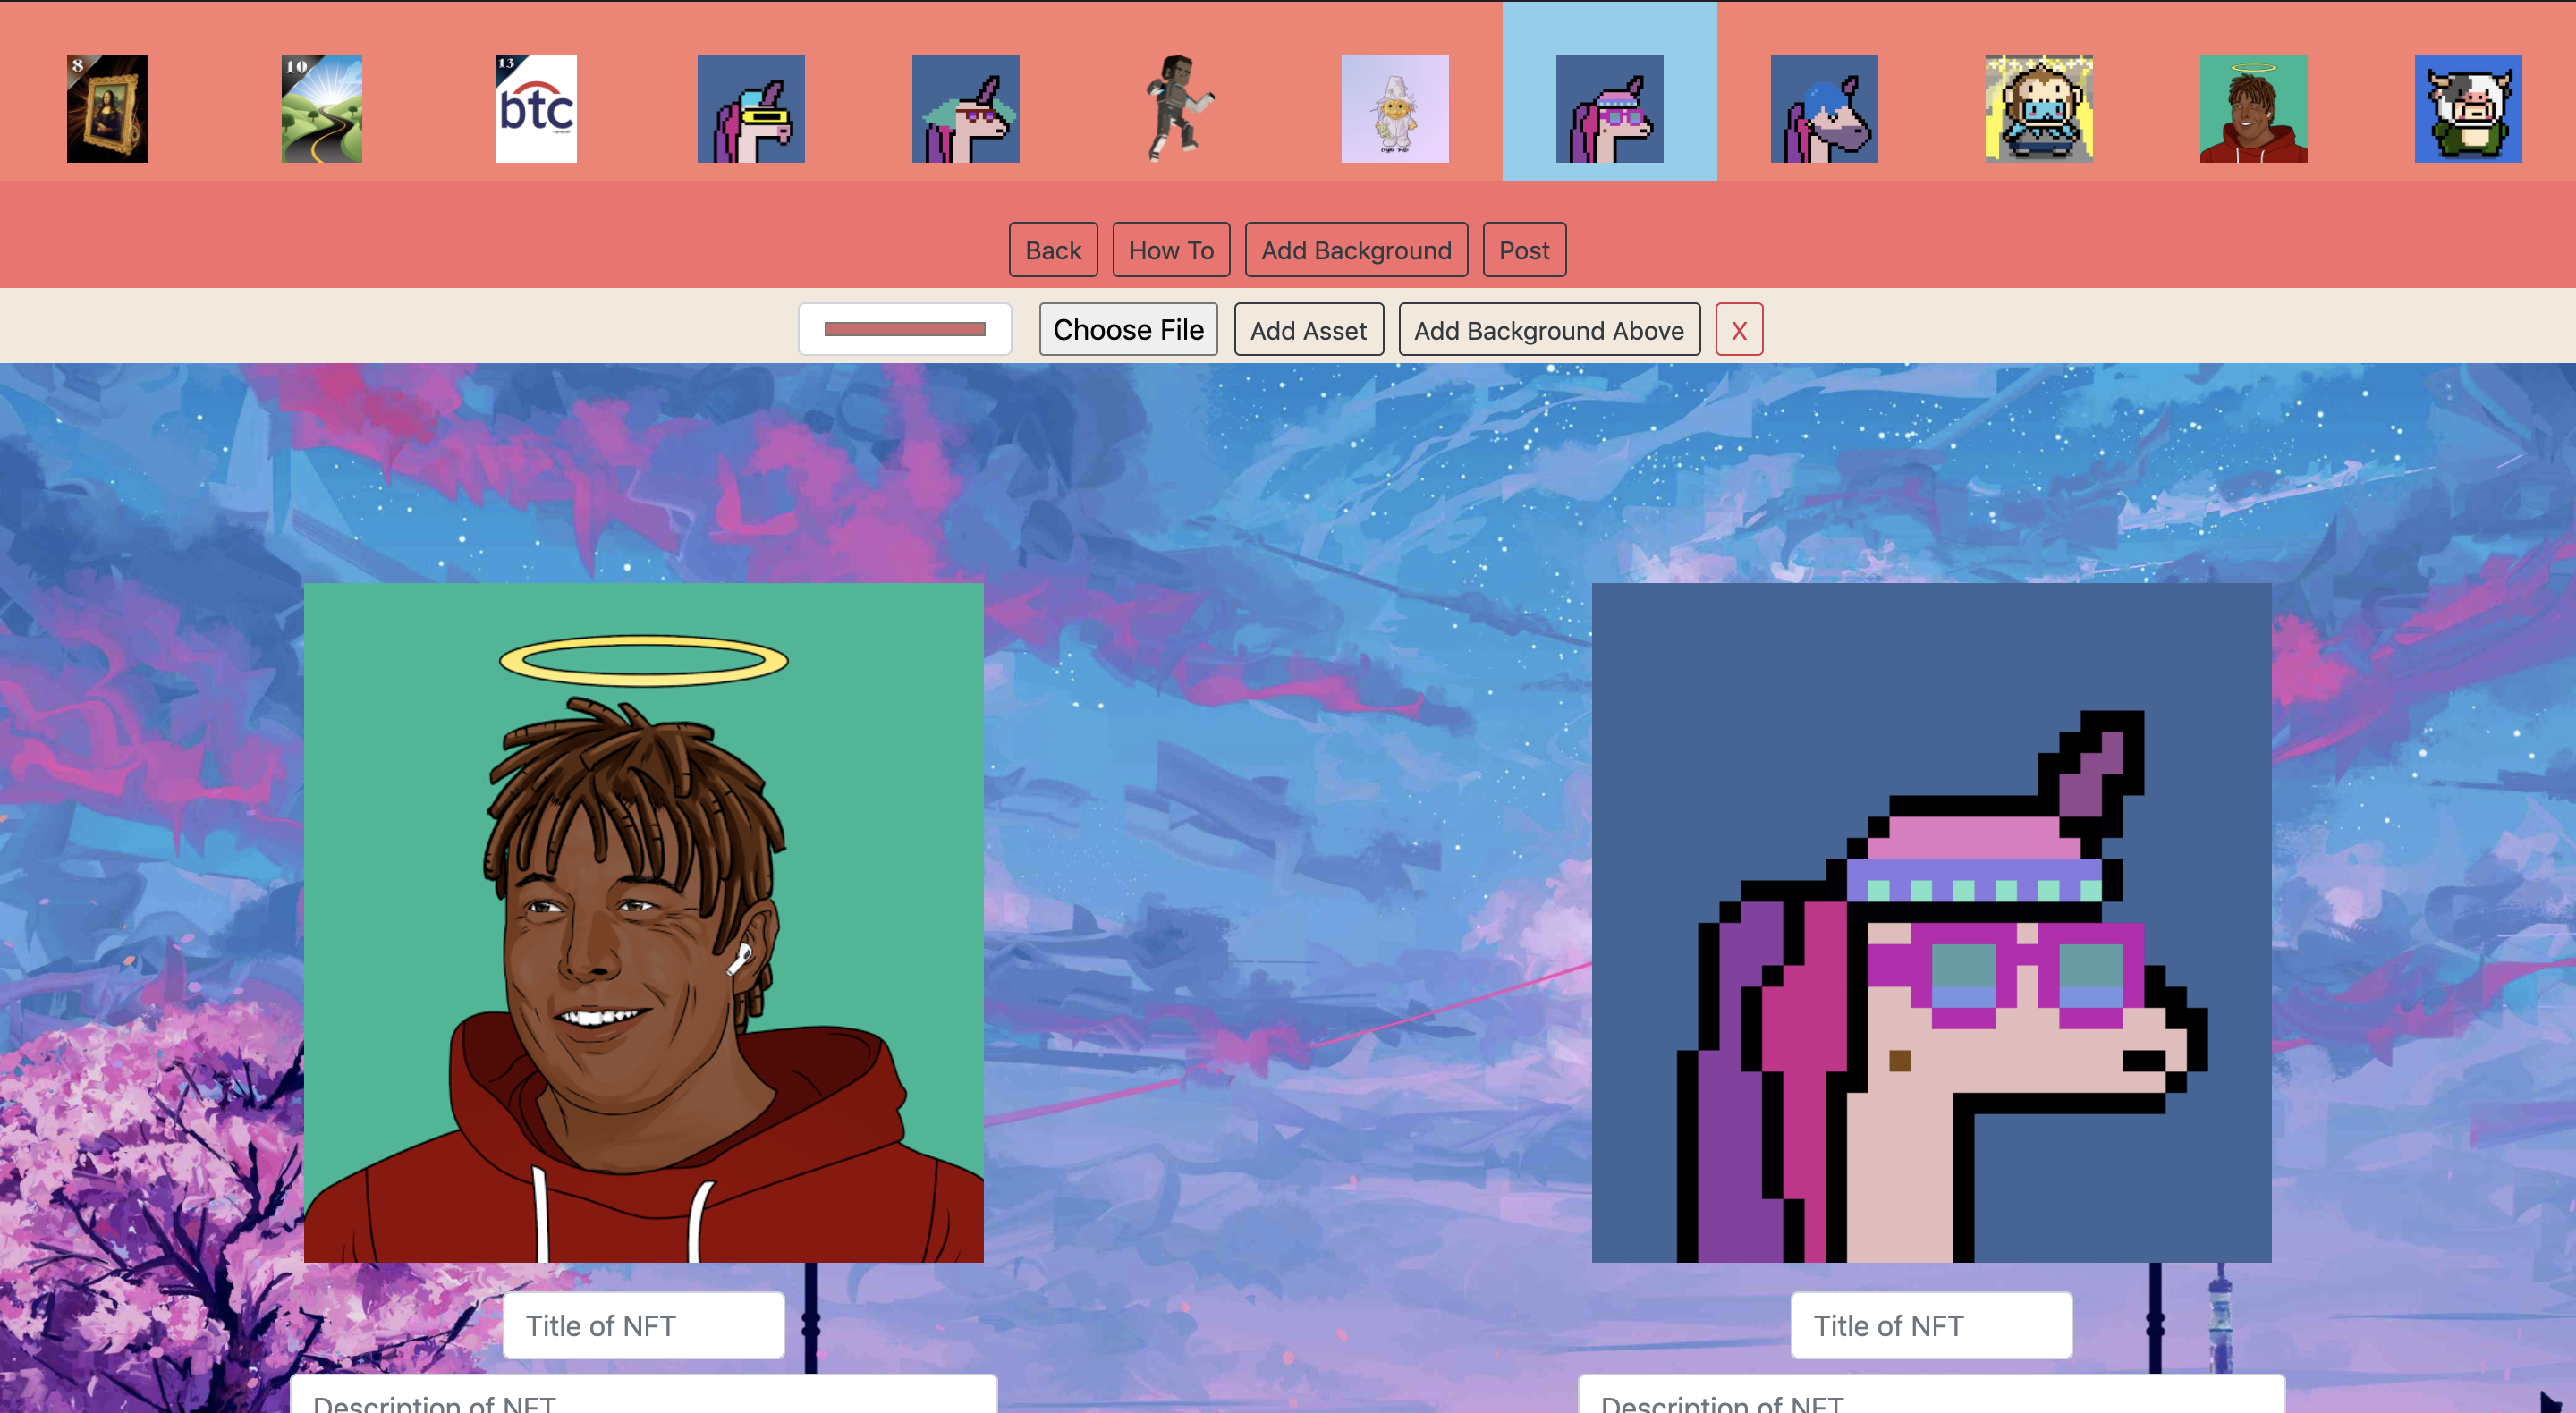 8
10
13
btc
Back How To Add Background Post
Choose File Add Asset Add Background Above X
Title of NFT Title of NFT
Description of NFT Description of NFT